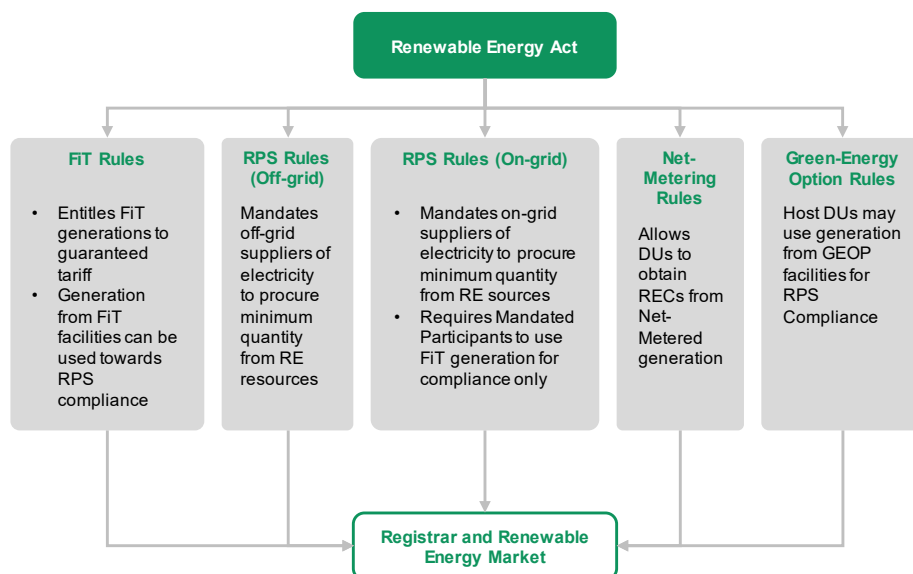 Renewable Energy Act
FiT Rules
• Entitles FiT
generations to
guaranteed
tariff
• Generation
from FiT
facilities can be
used towards
RPS
compliance
RPS Rules
(Off-grid)
Mandates
off-grid
suppliers of
electricity
to procure
minimum
quantity
from RE
resources
RPS Rules (On-grid)
• Mandates on-grid
suppliers of
electricity to procure
minimum quantity
from RE sources
• Requires Mandated
Participants to use
FiT generation for
compliance only
Net-
Metering
Rules
Allows
DUs to
obtain
RECs from
Net-
Metered
generation
Green-Energy
Option Rules
Host DUs may
use generation
from GEOP
facilities for
RPS
Compliance
Registrar and Renewable
Energy Market